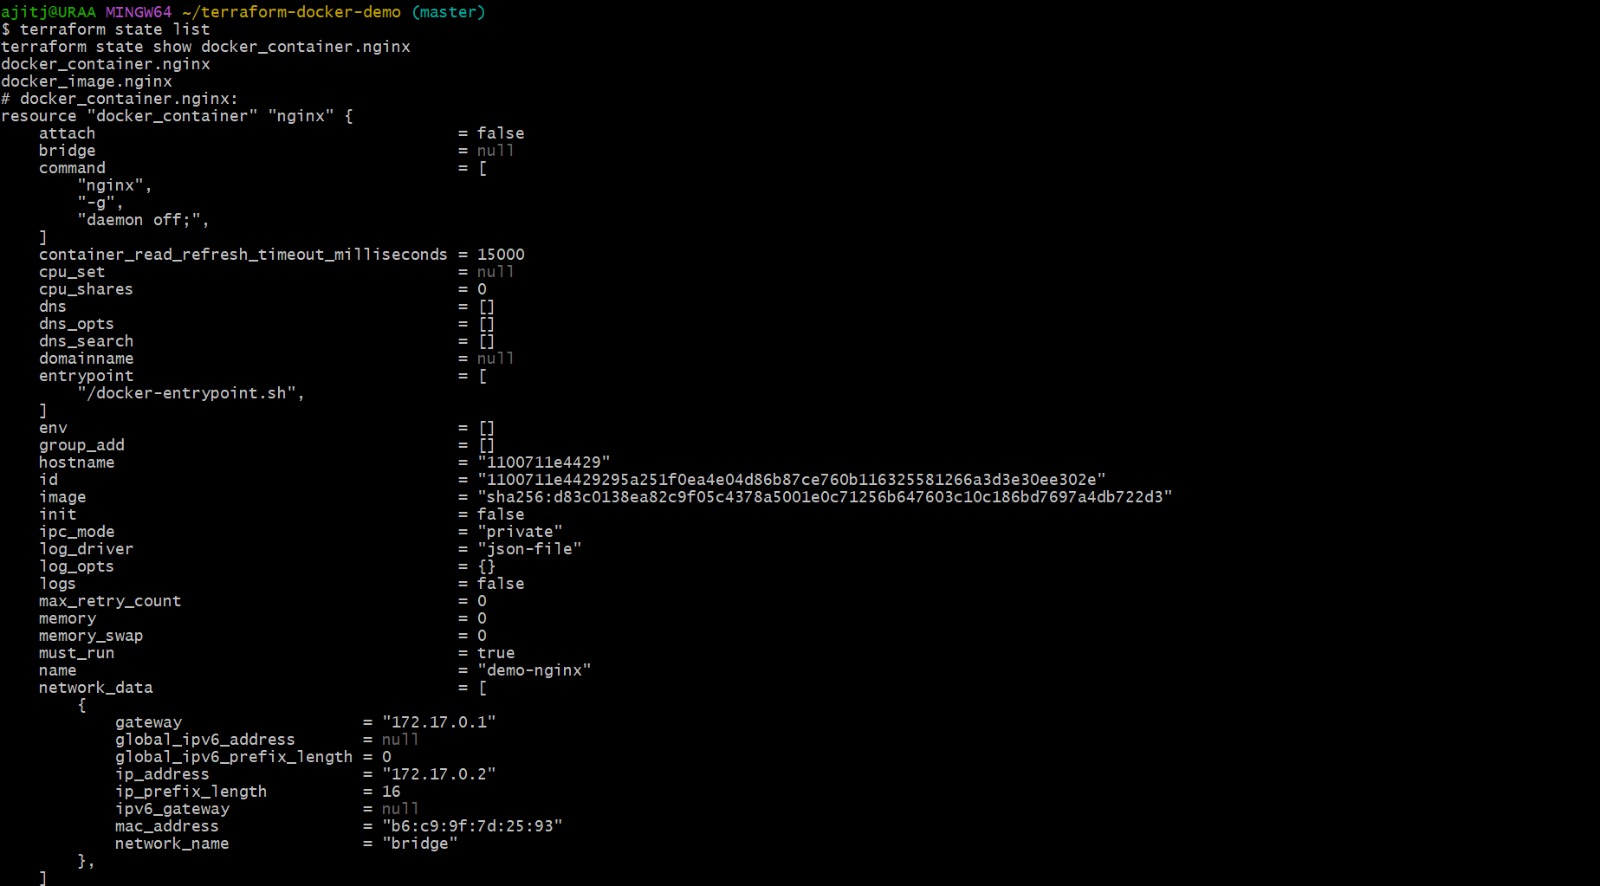 ajitj@URAA MINGW64 ~/terraform-docker-demo (master)
$ terraform state list
terraform state show docker_container.nginx
docker_container.nginx
docker_image.nginx
# docker_container.nginx:
resource "docker_container" "nginx" {
    attach                                      = false
    bridge                                      = null
    command                                     = [
        "nginx",
        "-g",
        "daemon off;",
    ]
    container_read_refresh_timeout_milliseconds = 15000
    cpu_set                                     = null
    cpu_shares                                  = 0
    dns                                         = []
    dns_opts                                    = []
    dns_search                                  = []
    domainname                                  = null
    entrypoint                                  = [
        "/docker-entrypoint.sh",
    ]
    env                                         = []
    group_add                                   = []
    hostname                                    = "1100711e4429"
    id                                          = "1100711e4429295a251f0ea4e04d86b87ce760b116325581266a3d3e30ee302e"
    image                                       = "sha256:d83c0138ea82c9f05c4378a5001e0c71256b647603c10c186bd7697a4db722d3"
    init                                        = false
    ipc_mode                                    = "private"
    log_driver                                  = "json-file"
    log_opts                                    = {}
    logs                                        = false
    max_retry_count                             = 0
    memory                                      = 0
    memory_swap                                 = 0
    must_run                                    = true
    name                                        = "demo-nginx"
    network_data                                = [
        {
            gateway                   = "172.17.0.1"
            global_ipv6_address       = null
            global_ipv6_prefix_length = 0
            ip_address                = "172.17.0.2"
            ip_prefix_length          = 16
            ipv6_gateway              = null
            mac_address               = "b6:c9:9f:7d:25:93"
            network_name              = "bridge"
        },
    ]